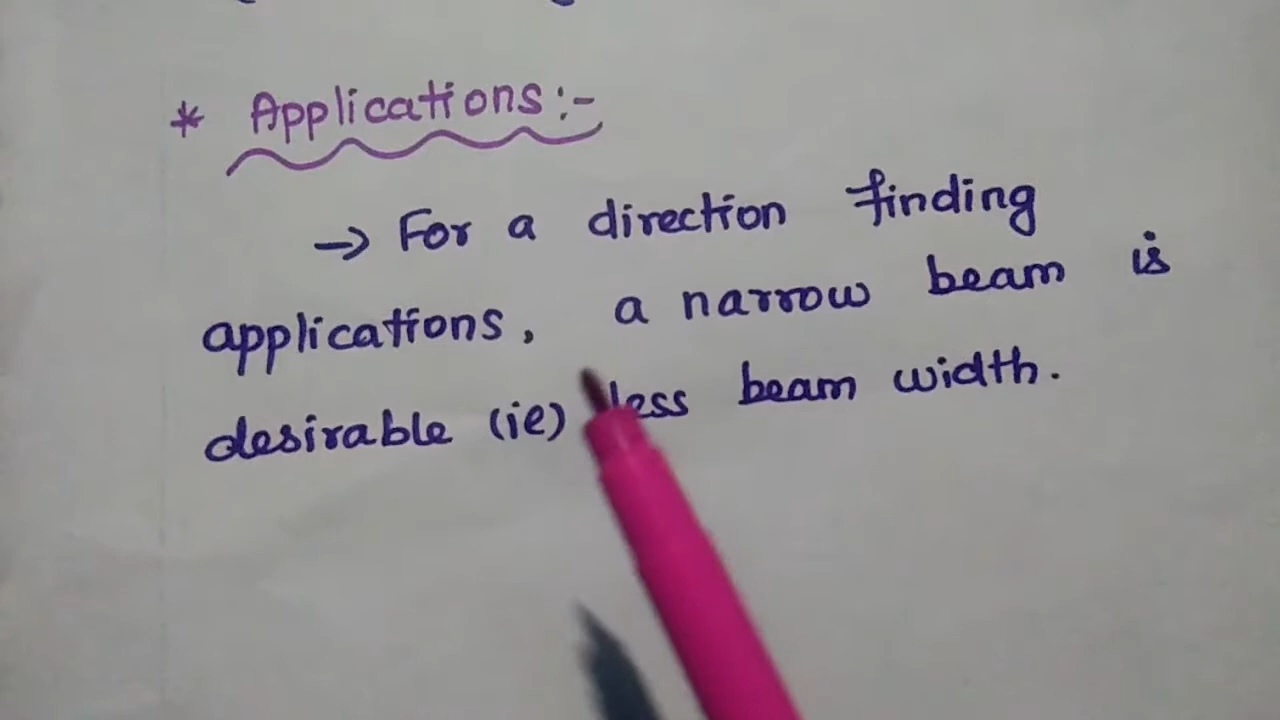 * Applications:-
→ For a direction finding
applications, a narrow beam is
desirable (ie) less beam width.